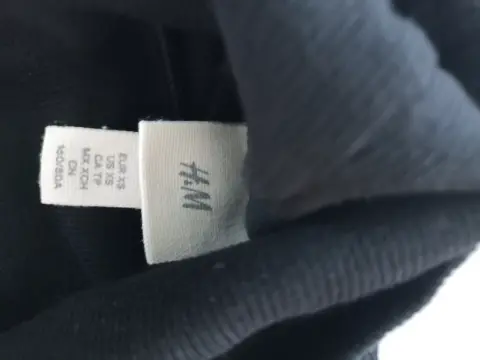 H&M
EUR XS
US XS
CA TP
MX XCH
CN
160/80A